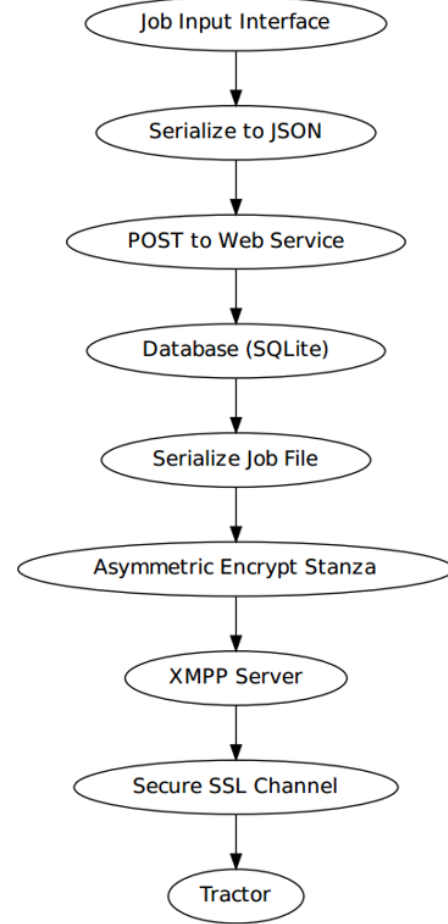 Job Input Interface
Serialize to JSON
POST to Web Service
Database (SQLite)
Serialize Job File
Asymmetric Encrypt Stanza
XMPP Server
Secure SSL Channel
Tractor